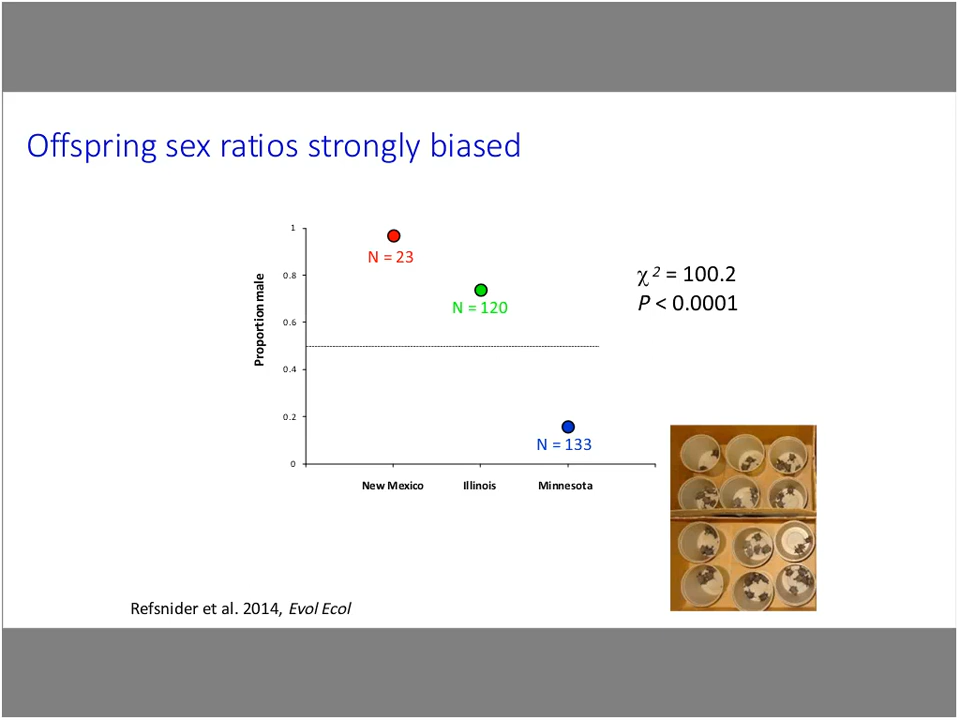 Offspring sex ratios strongly biased
1
0.8
0.6
0.4
0.2
0
Proportion male
N = 23
N = 120
N = 133
New Mexico Illinois Minnesota
χ 2 = 100.2
P < 0.0001
Refsnider et al. 2014, Evol Ecol